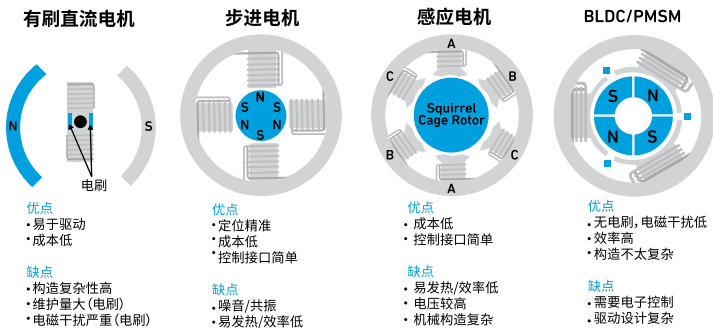 有刷直流电机
N
S
电刷
优点
• 易于驱动
• 成本低
缺点
• 构造复杂性高
• 维护量大（电刷）
• 电磁干扰严重（电刷）
步进电机
N
S
S
N
N
S
优点
• 定位精准
• 成本低
• 控制接口简单
缺点
• 噪音/共振
• 易发热/效率低
感应电机
A
C
B
Squirrel
Cage Rotor
B
C
A
优点
• 成本低
• 控制接口简单
缺点
• 易发热/效率低
• 电压较高
• 机械构造复杂
BLDC/PMSM
S
N
N
S
优点
• 无电刷，电磁干扰低
• 效率高
• 构造不太复杂
缺点
• 需要电子控制
• 驱动设计复杂